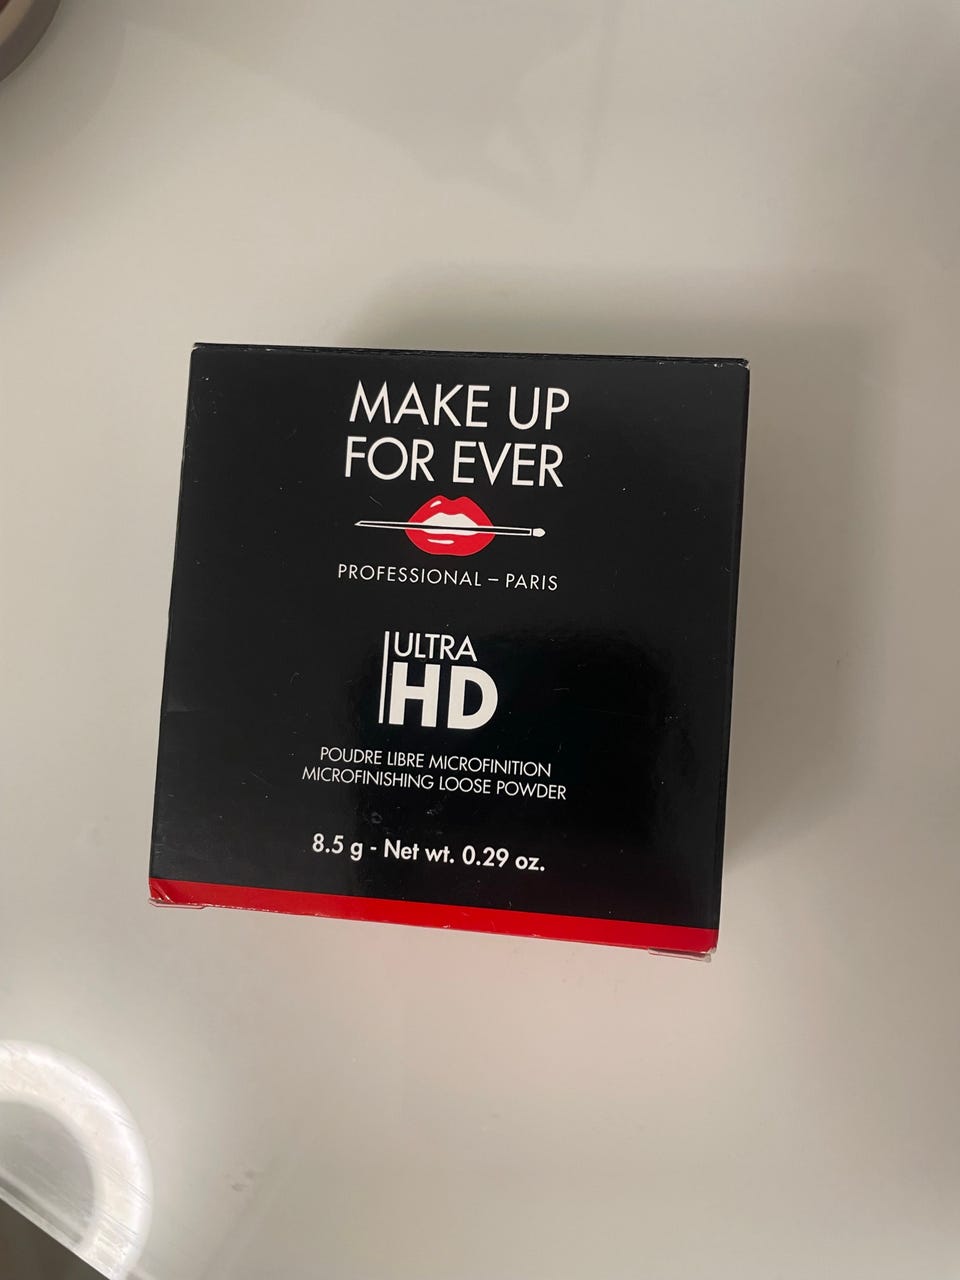 MAKE UP
FOR EVER
PROFESSIONAL – PARIS
ULTRA
HD
POUDRE LIBRE MICROFINITION
MICROFINISHING LOOSE POWDER
8.5 g - Net wt. 0.29 oz.